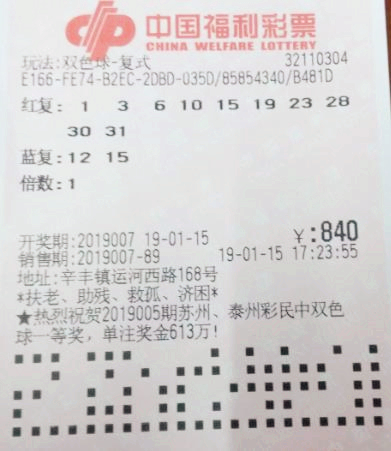 中国福利彩票
CHINA WELFARE LOTTERY
玩法:双色球-复式 32110304
E166-FE74-B2EC-2DBD-035D/85854340/B481D
红复: 1 3 6 10 15 19 23 28
30 31
蓝复: 12 15
倍数:1
¥:840
开奖期:2019007 19-01-15
销售期:2019007-89 19-01-15 17:23:55
地址:辛丰镇运河西路168号
*扶老、助残、救孤、济困*
★热烈祝贺2019005期苏州、泰州彩民中双色
球一等奖，单注奖金613万!